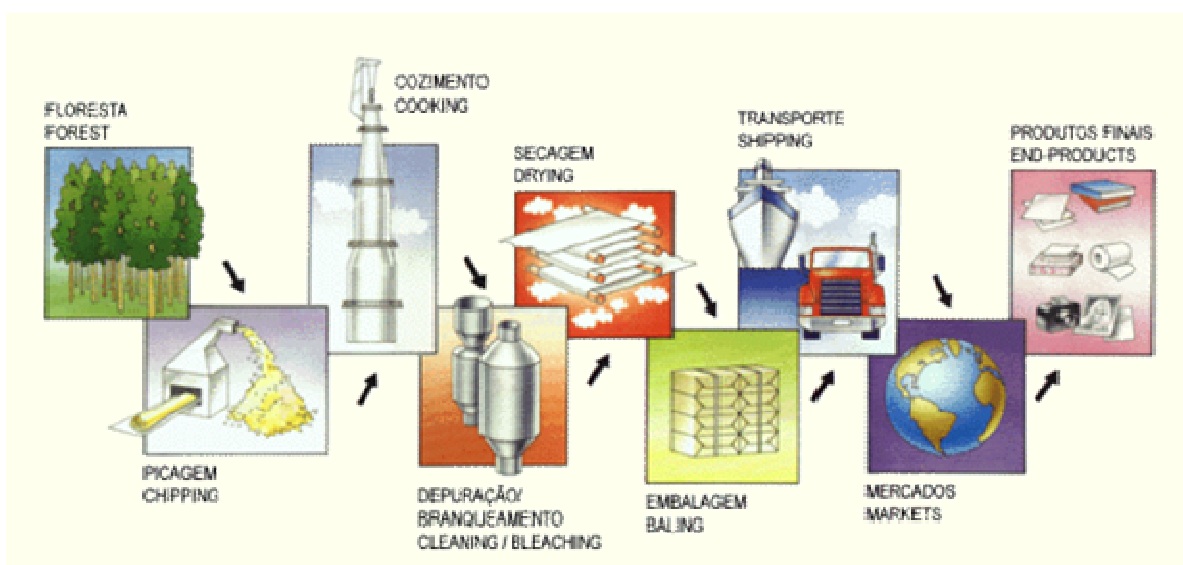 FLORESTA
FOREST
PICAGEM
CHIPPING
COZIMENTO
COOKING
DEPURAÇÃO/
BRANQUEAMENTO
CLEANING / BLEACHING
SECAGEM
DRYING
EMBALAGEM
BALING
TRANSPORTE
SHIPPING
MERCADOS
MARKETS
PRODUTOS FINAIS
END-PRODUCTS